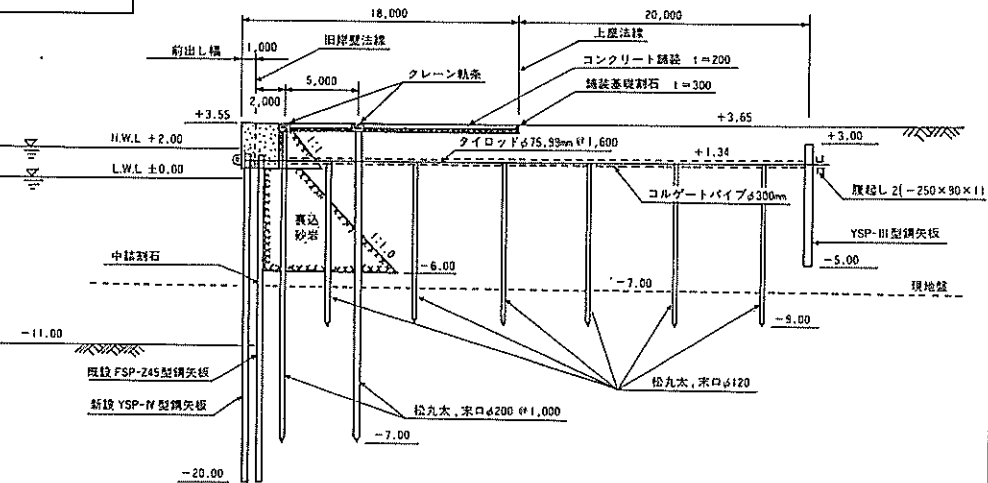 18,000
20,000
前出し幅
1,000
旧岸壁法線
上屋法線
コンクリート舗装 t=200
5,000
クレーン軌条
舗装基礎割石 t=300
2,000
+3.55
+3.65
+3.00
H.W.L +2.00
タイロッドφ75,93mm @1,600
+1.34
L.W.L ±0.00
コルゲートパイプφ300mm
腹起し 2[-250×90×11
1:1
裏込
砂岩
1:1.0
YSP-III型鋼矢板
中詰割石
-6.00
-5.00
-7.00
現地盤
-11.00
-9.00
既設 FSP-Z45型鋼矢板
松丸太，末口φ120
新設 YSP-Ⅳ型鋼矢板
松丸太，末口φ200 @1,000
-7.00
-20.00